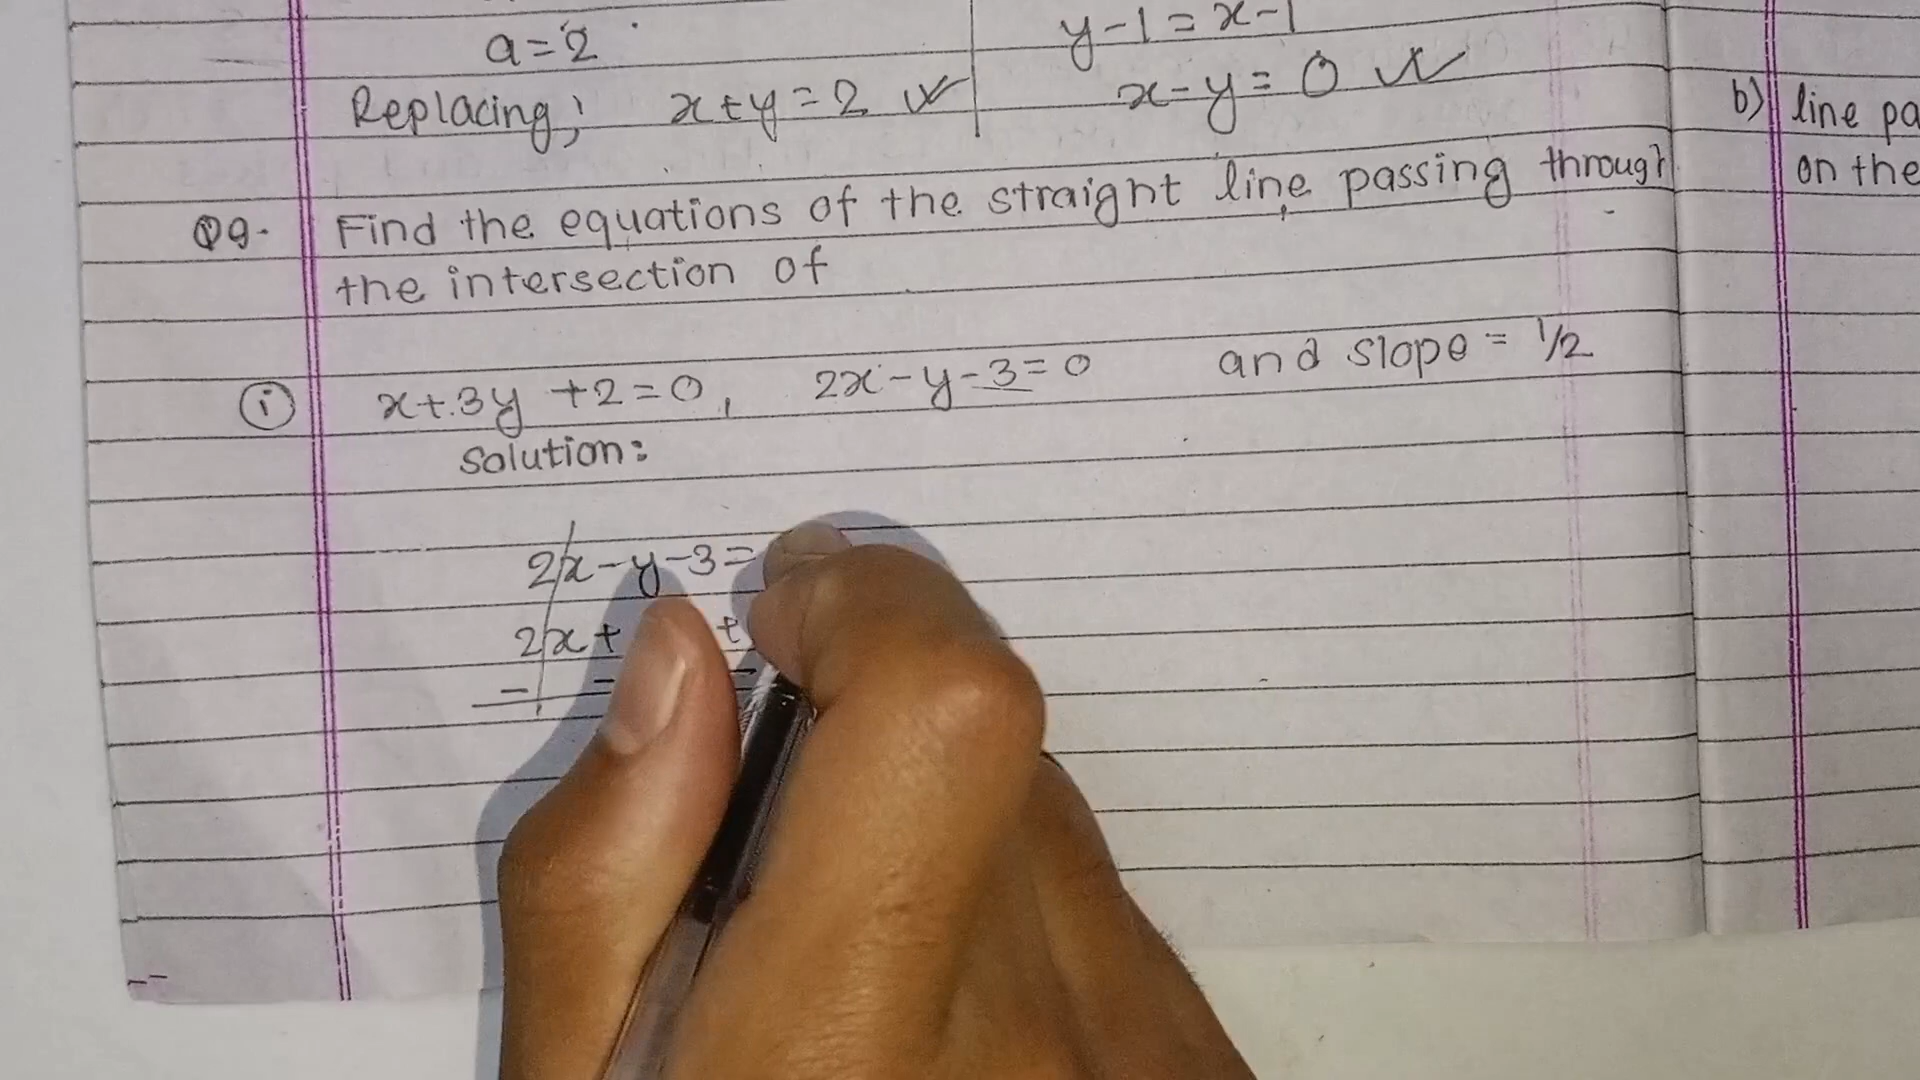 a=2
Replacing; x+y=2
y-1=x-1
x-y=0
Q9. Find the equations of the straight line passing through
the intersection of
(i) x+3y+2=0, 2x-y-3=0 and slope = 1/2
Solution:
2x-y-3=
2x+ +
- - -
b) line
on the